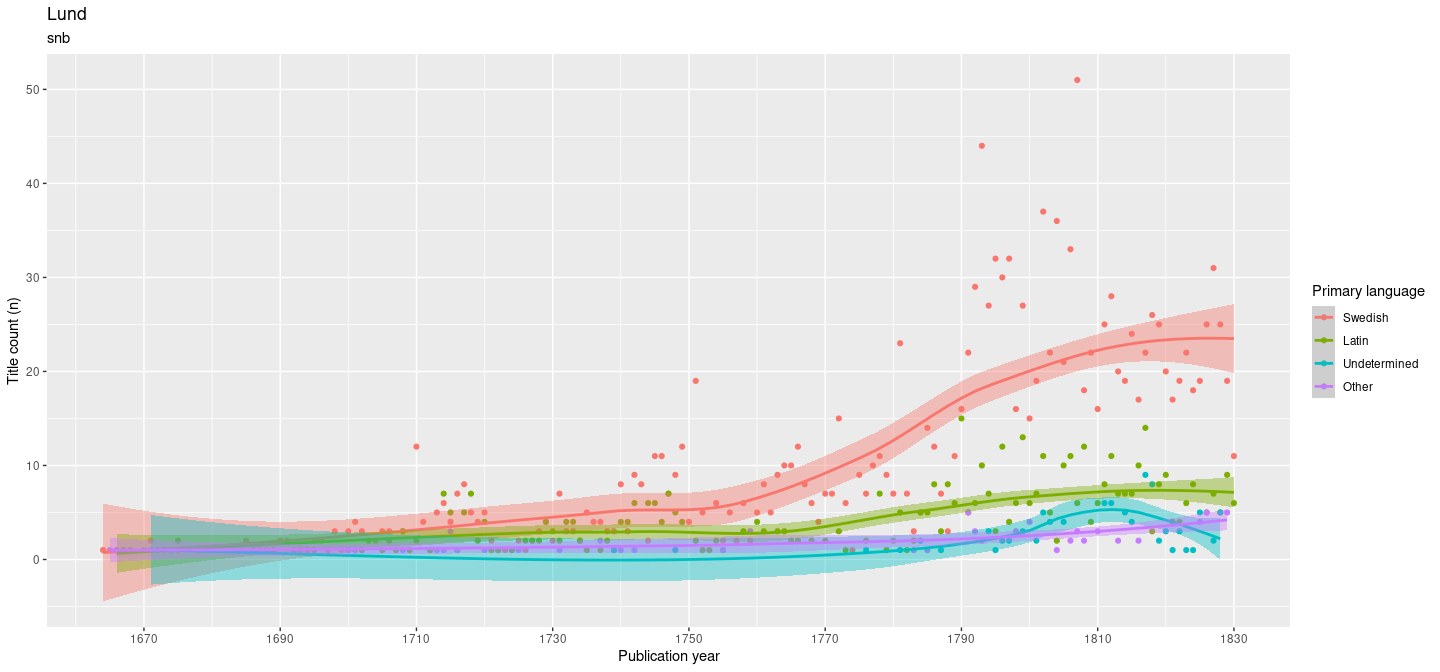 Lund
snb
Title count (n)
50
40
30
20
10
0
1670 1690 1710 1730 1750 1770 1790 1810 1830
Publication year
Primary language
Swedish
Latin
Undetermined
Other